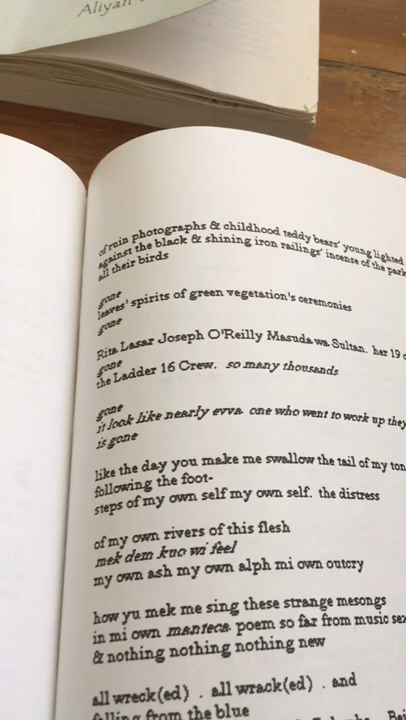 Aliyah
of ruin photographs & childhood teddy bears' young lighted
against the black & shining iron railings' incense of the park
all their birds
gone
leaves' spirits of green vegetation's ceremonies
gone
Rita Lasar Joseph O'Reilly Masuda wa Sultan. her 19
gone
the Ladder 16 Crew. so many thousands
gone
it look like nearly evva one who went to work up they
is gone
like the day you make me swallow the tail of my
following the foot-
steps of my own self my own self. the distress
of my own rivers of this flesh
mek dem kno wi feel
my own ash my own alph mi own outcry
how yu mek me sing these strange mesongs
in mi own manteca poem so far from music
& nothing nothing nothing new
all wreck(ed) . all wrack(ed) . and
falling from the blue